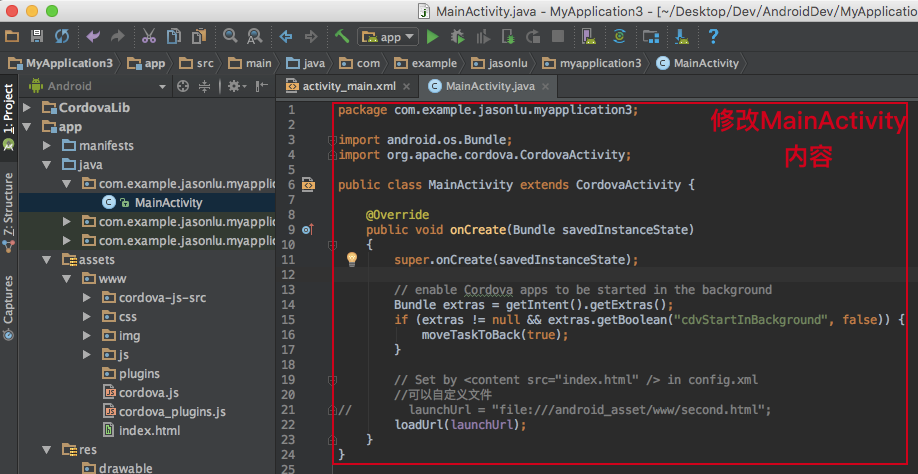 MainActivity.java - MyApplication3 - [~/Desktop/Dev/AndroidDev/MyApplication
app
MyApplication3 app src main java com example jasonlu myapplication3 MainActivity
Android
activity_main.xml
MainActivity.java
1: Project
Z: Structure
Captures
CordovaLib
app
manifests
java
com.example.jasonlu.myapplic
MainActivity
com.example.jasonlu.myapplic
com.example.jasonlu.myapplic
assets
www
cordova-js-src
css
img
js
plugins
cordova.js
cordova_plugins.js
index.html
res
drawable
1 package com.example.jasonlu.myapplication3;
2
3 import android.os.Bundle;
4 import org.apache.cordova.CordovaActivity;
5
6 public class MainActivity extends CordovaActivity {
7
8 @Override
9 public void onCreate(Bundle savedInstanceState)
10 {
11 super.onCreate(savedInstanceState);
12
13 // enable Cordova apps to be started in the background
14 Bundle extras = getIntent().getExtras();
15 if (extras != null && extras.getBoolean("cdvStartInBackground", false)) {
16 moveTaskToBack(true);
17 }
18
19 // Set by <content src="index.html" /> in config.xml
20 //可以自定义文件
21 // launchUrl = "file:///android_asset/www/second.html";
22 loadUrl(launchUrl);
23 }
24 }
25
修改MainActivity
内容